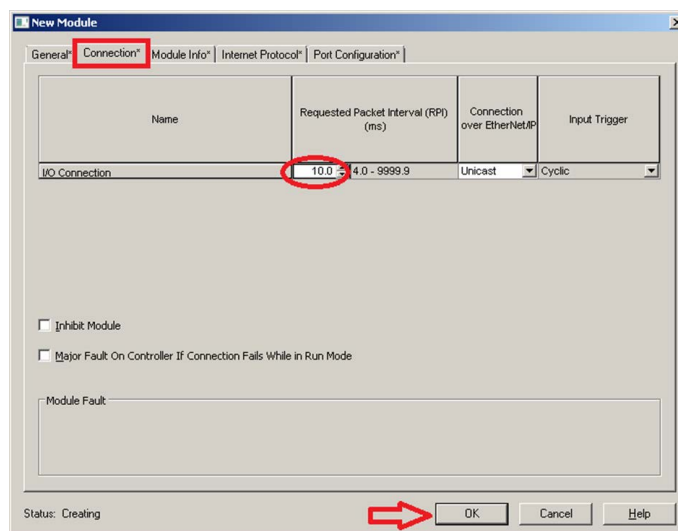 New Module
General* Connection* Module Info* Internet Protocol* Port Configuration*
Name Requested Packet Interval (RPI) (ms) Connection over EtherNet/IP Input Trigger
I/O Connection 10.0 4.0 - 9999.9 Unicast Cyclic
Inhibit Module
Major Fault On Controller If Connection Fails While in Run Mode
Module Fault
Status: Creating OK Cancel Help